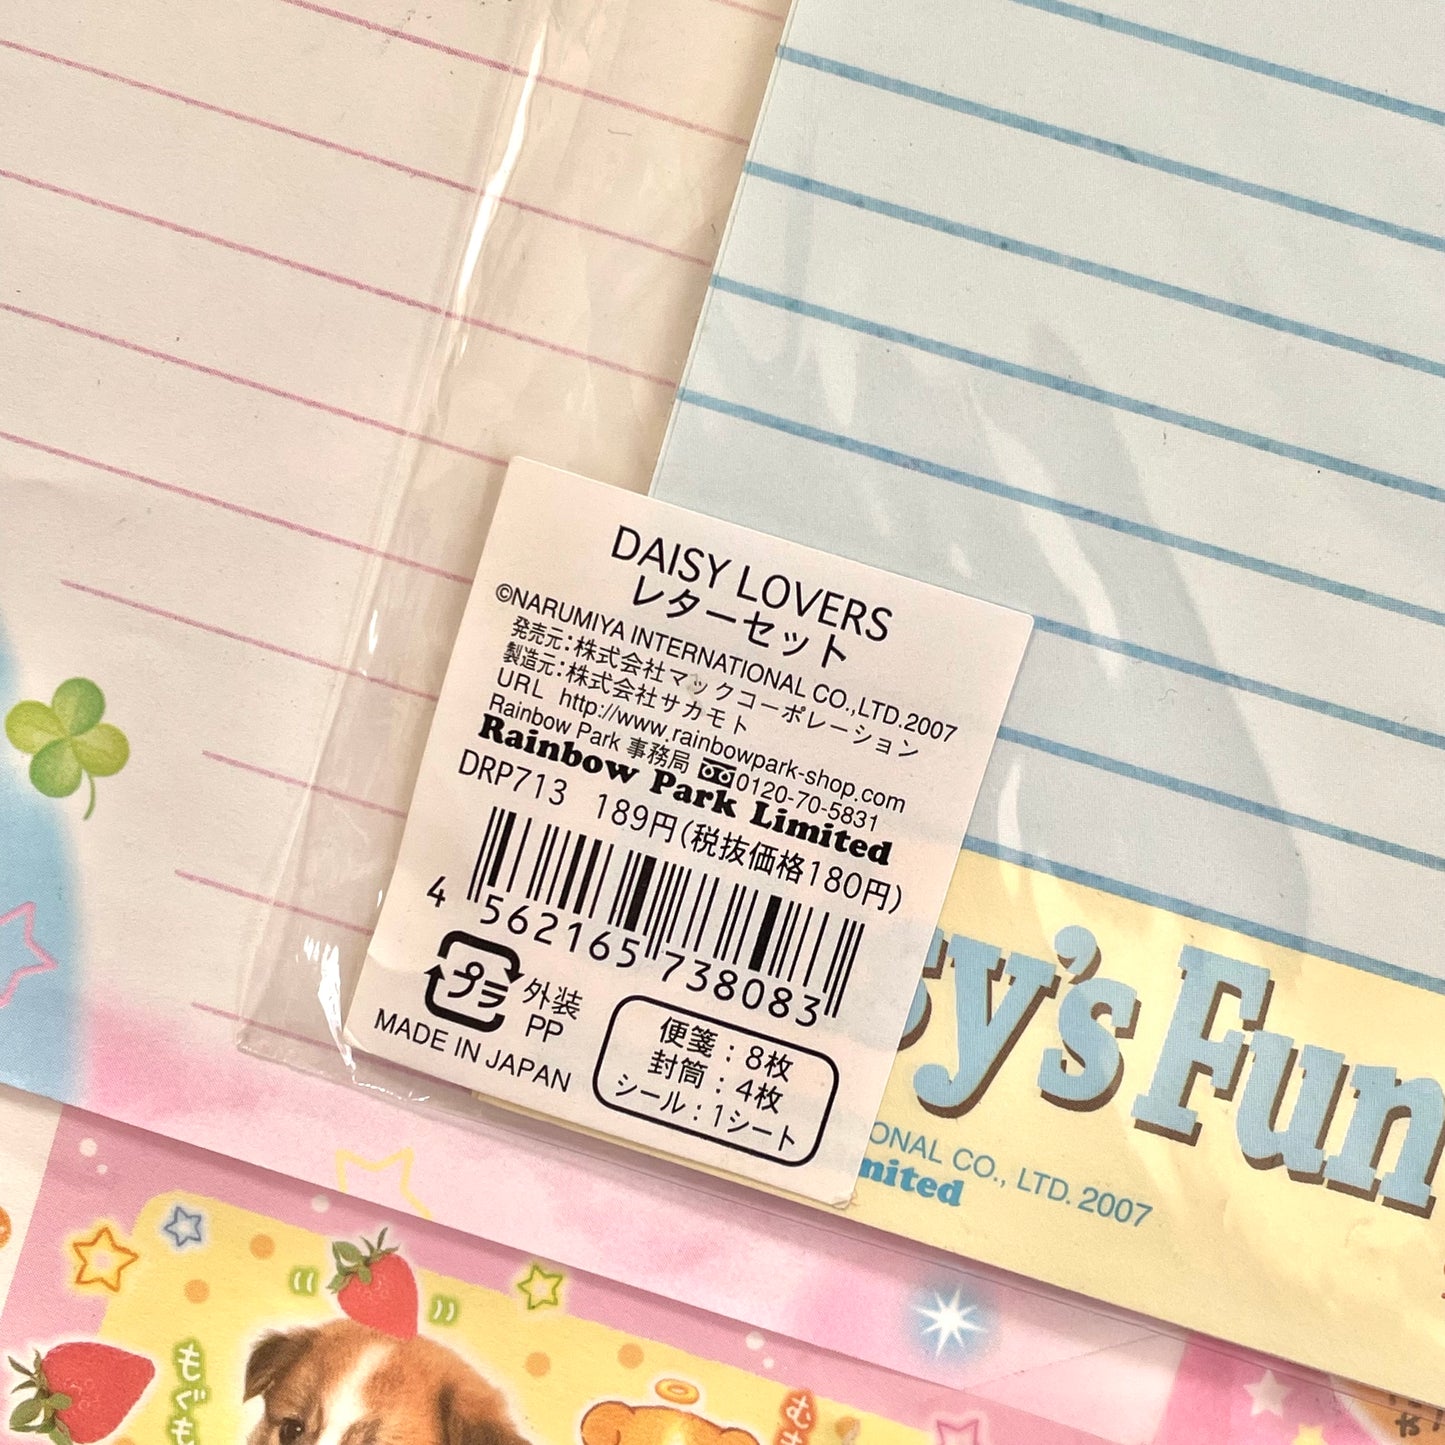 DAISY LOVERS
レターセット
©NARUMIYA INTERNATIONAL CO.,LTD.2007
発売元:株式会社マックコーポレーション
製造元:株式会社サカモト
URL http://www.rainbowpark-shop.com
Rainbow Park 事務局 0120-70-5831
Rainbow Park Limited
DRP713 189円(税抜価格180円)
4 562165 738083
プラ 外装
PP
MADE IN JAPAN
便箋:8枚
封筒:4枚
シール:1シート
sy's Fun
ONAL CO., LTD. 2007
mited
もぐも
む